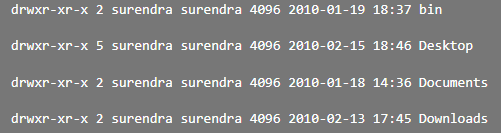 drwxr-xr-x 2 surendra surendra 4096 2010-01-19 18:37 bin
drwxr-xr-x 5 surendra surendra 4096 2010-02-15 18:46 Desktop
drwxr-xr-x 2 surendra surendra 4096 2010-01-18 14:36 Documents
drwxr-xr-x 2 surendra surendra 4096 2010-02-13 17:45 Downloads